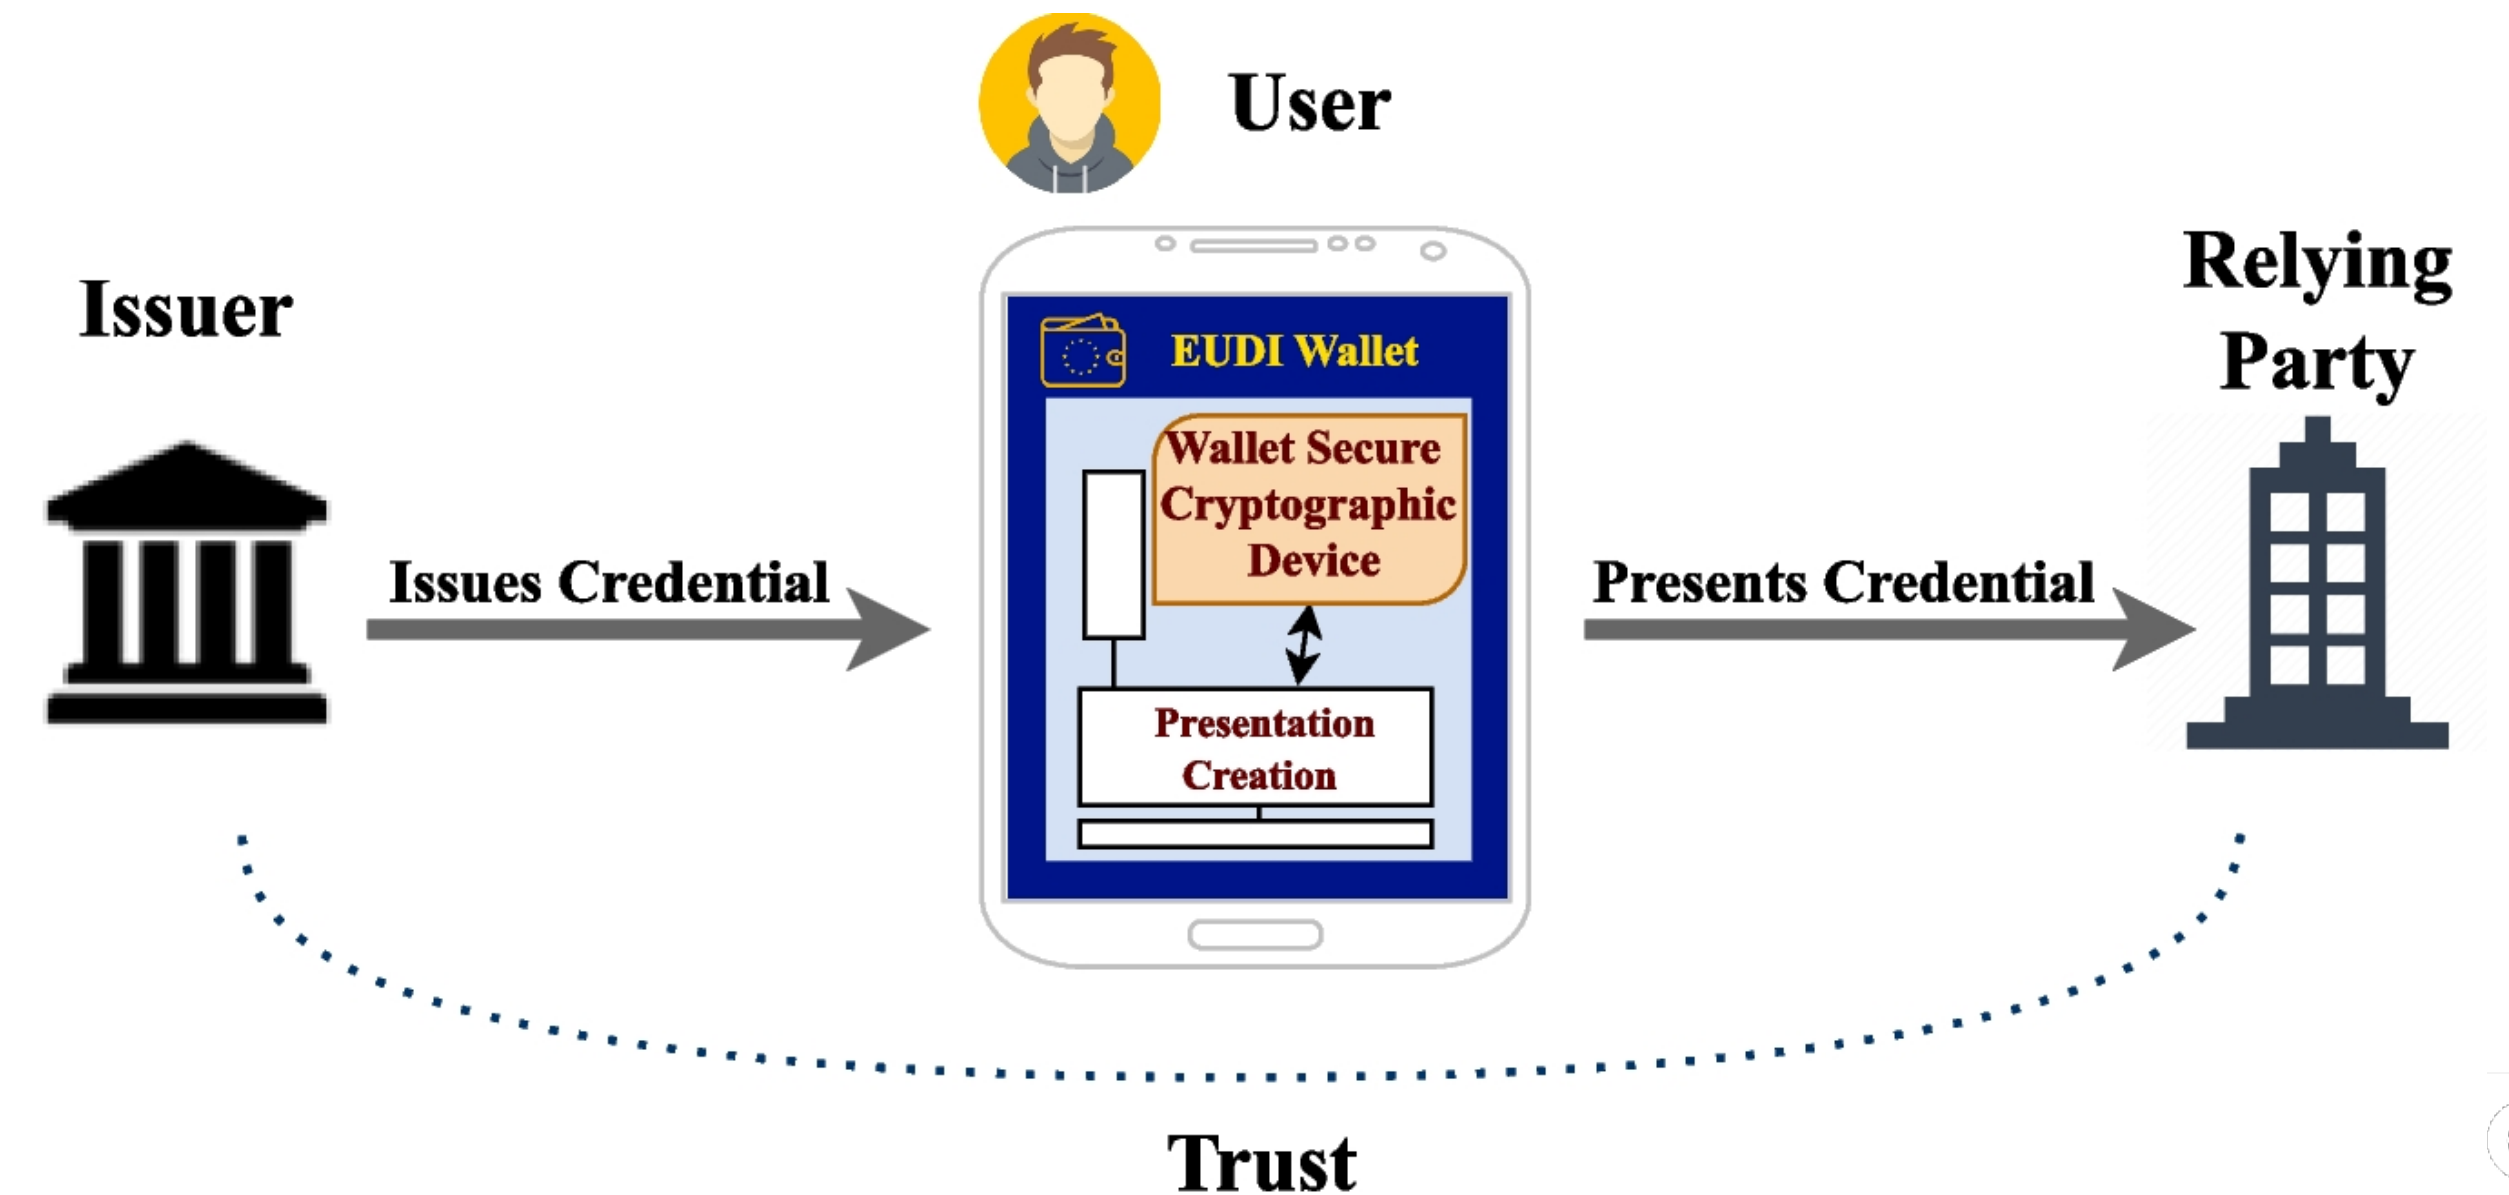 User
Issuer
Relying
Party
EUDI Wallet
Wallet Secure
Cryptographic
Device
Issues Credential
Presents Credential
Presentation
Creation
Trust